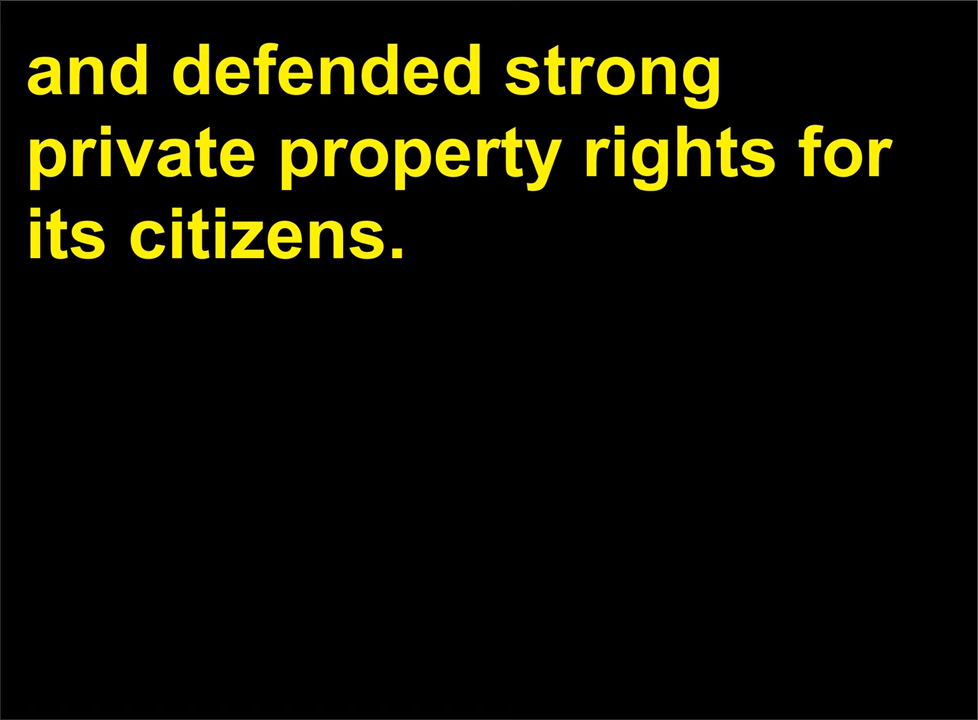 and defended strong
private property rights for
its citizens.